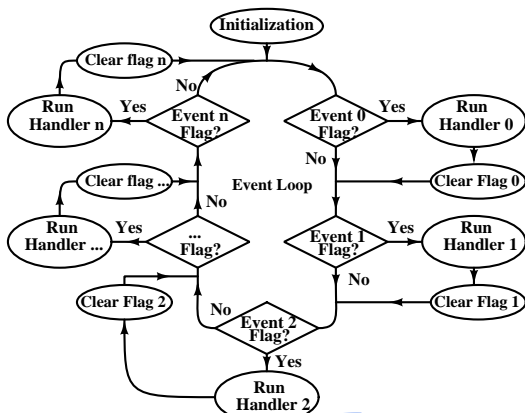 Initialization
Clear flag n
No
Run
Handler n
Yes
Event n
Flag?
Event 0
Flag?
Yes
Run
Handler 0
No
Clear flag ...
Event Loop
Clear Flag 0
No
Run
Handler ...
Yes
...
Flag?
Event 1
Flag?
Yes
Run
Handler 1
No
Clear Flag 2
Clear Flag 1
No
Event 2
Flag?
Yes
Run
Handler 2